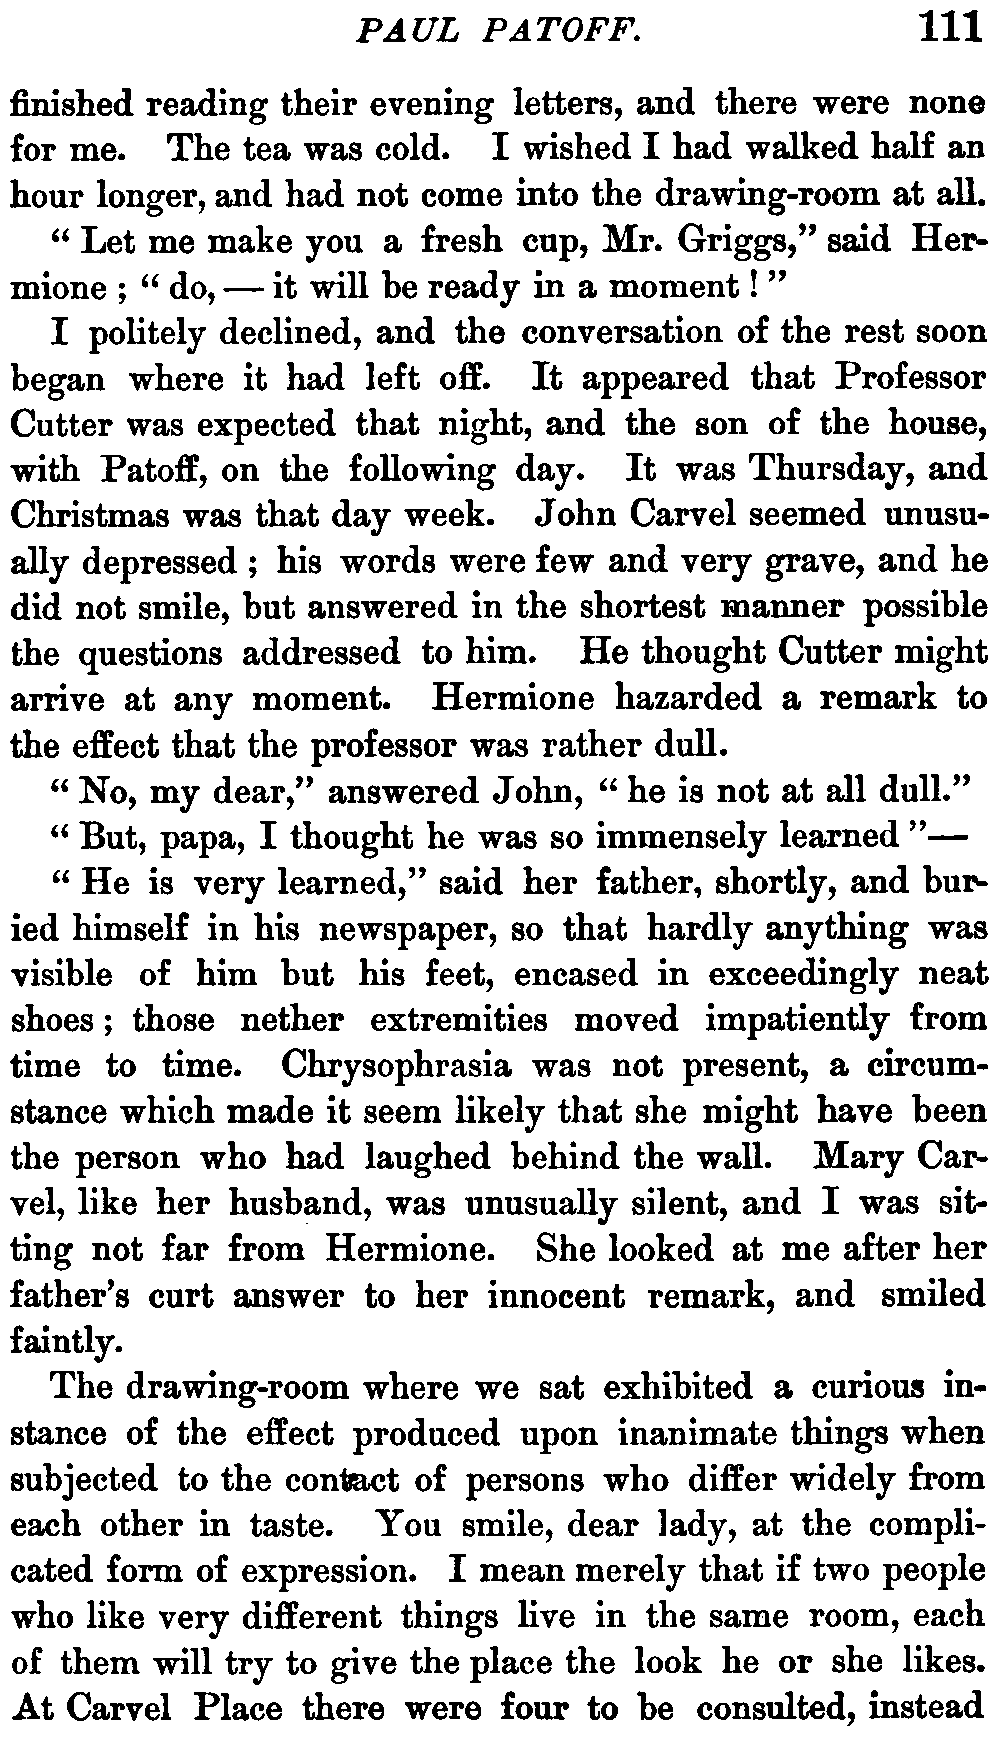 PAUL PATOFF. 111
finished reading their evening letters, and there were none
for me. The tea was cold. I wished I had walked half an
hour longer, and had not come into the drawing-room at all.
“ Let me make you a fresh cup, Mr. Griggs,” said Her-
mione ; “ do, — it will be ready in a moment ! ”
I politely declined, and the conversation of the rest soon
began where it had left off. It appeared that Professor
Cutter was expected that night, and the son of the house,
with Patoff, on the following day. It was Thursday, and
Christmas was that day week. John Carvel seemed unusu-
ally depressed ; his words were few and very grave, and he
did not smile, but answered in the shortest manner possible
the questions addressed to him. He thought Cutter might
arrive at any moment. Hermione hazarded a remark to
the effect that the professor was rather dull.
“ No, my dear,” answered John, “ he is not at all dull.”
“ But, papa, I thought he was so immensely learned ”—
“ He is very learned,” said her father, shortly, and bur-
ied himself in his newspaper, so that hardly anything was
visible of him but his feet, encased in exceedingly neat
shoes ; those nether extremities moved impatiently from
time to time. Chrysophrasia was not present, a circum-
stance which made it seem likely that she might have been
the person who had laughed behind the wall. Mary Car-
vel, like her husband, was unusually silent, and I was sit-
ting not far from Hermione. She looked at me after her
father's curt answer to her innocent remark, and smiled
faintly.
The drawing-room where we sat exhibited a curious in-
stance of the effect produced upon inanimate things when
subjected to the contact of persons who differ widely from
each other in taste. You smile, dear lady, at the compli-
cated form of expression. I mean merely that if two people
who like very different things live in the same room, each
of them will try to give the place the look he or she likes.
At Carvel Place there were four to be consulted, instead